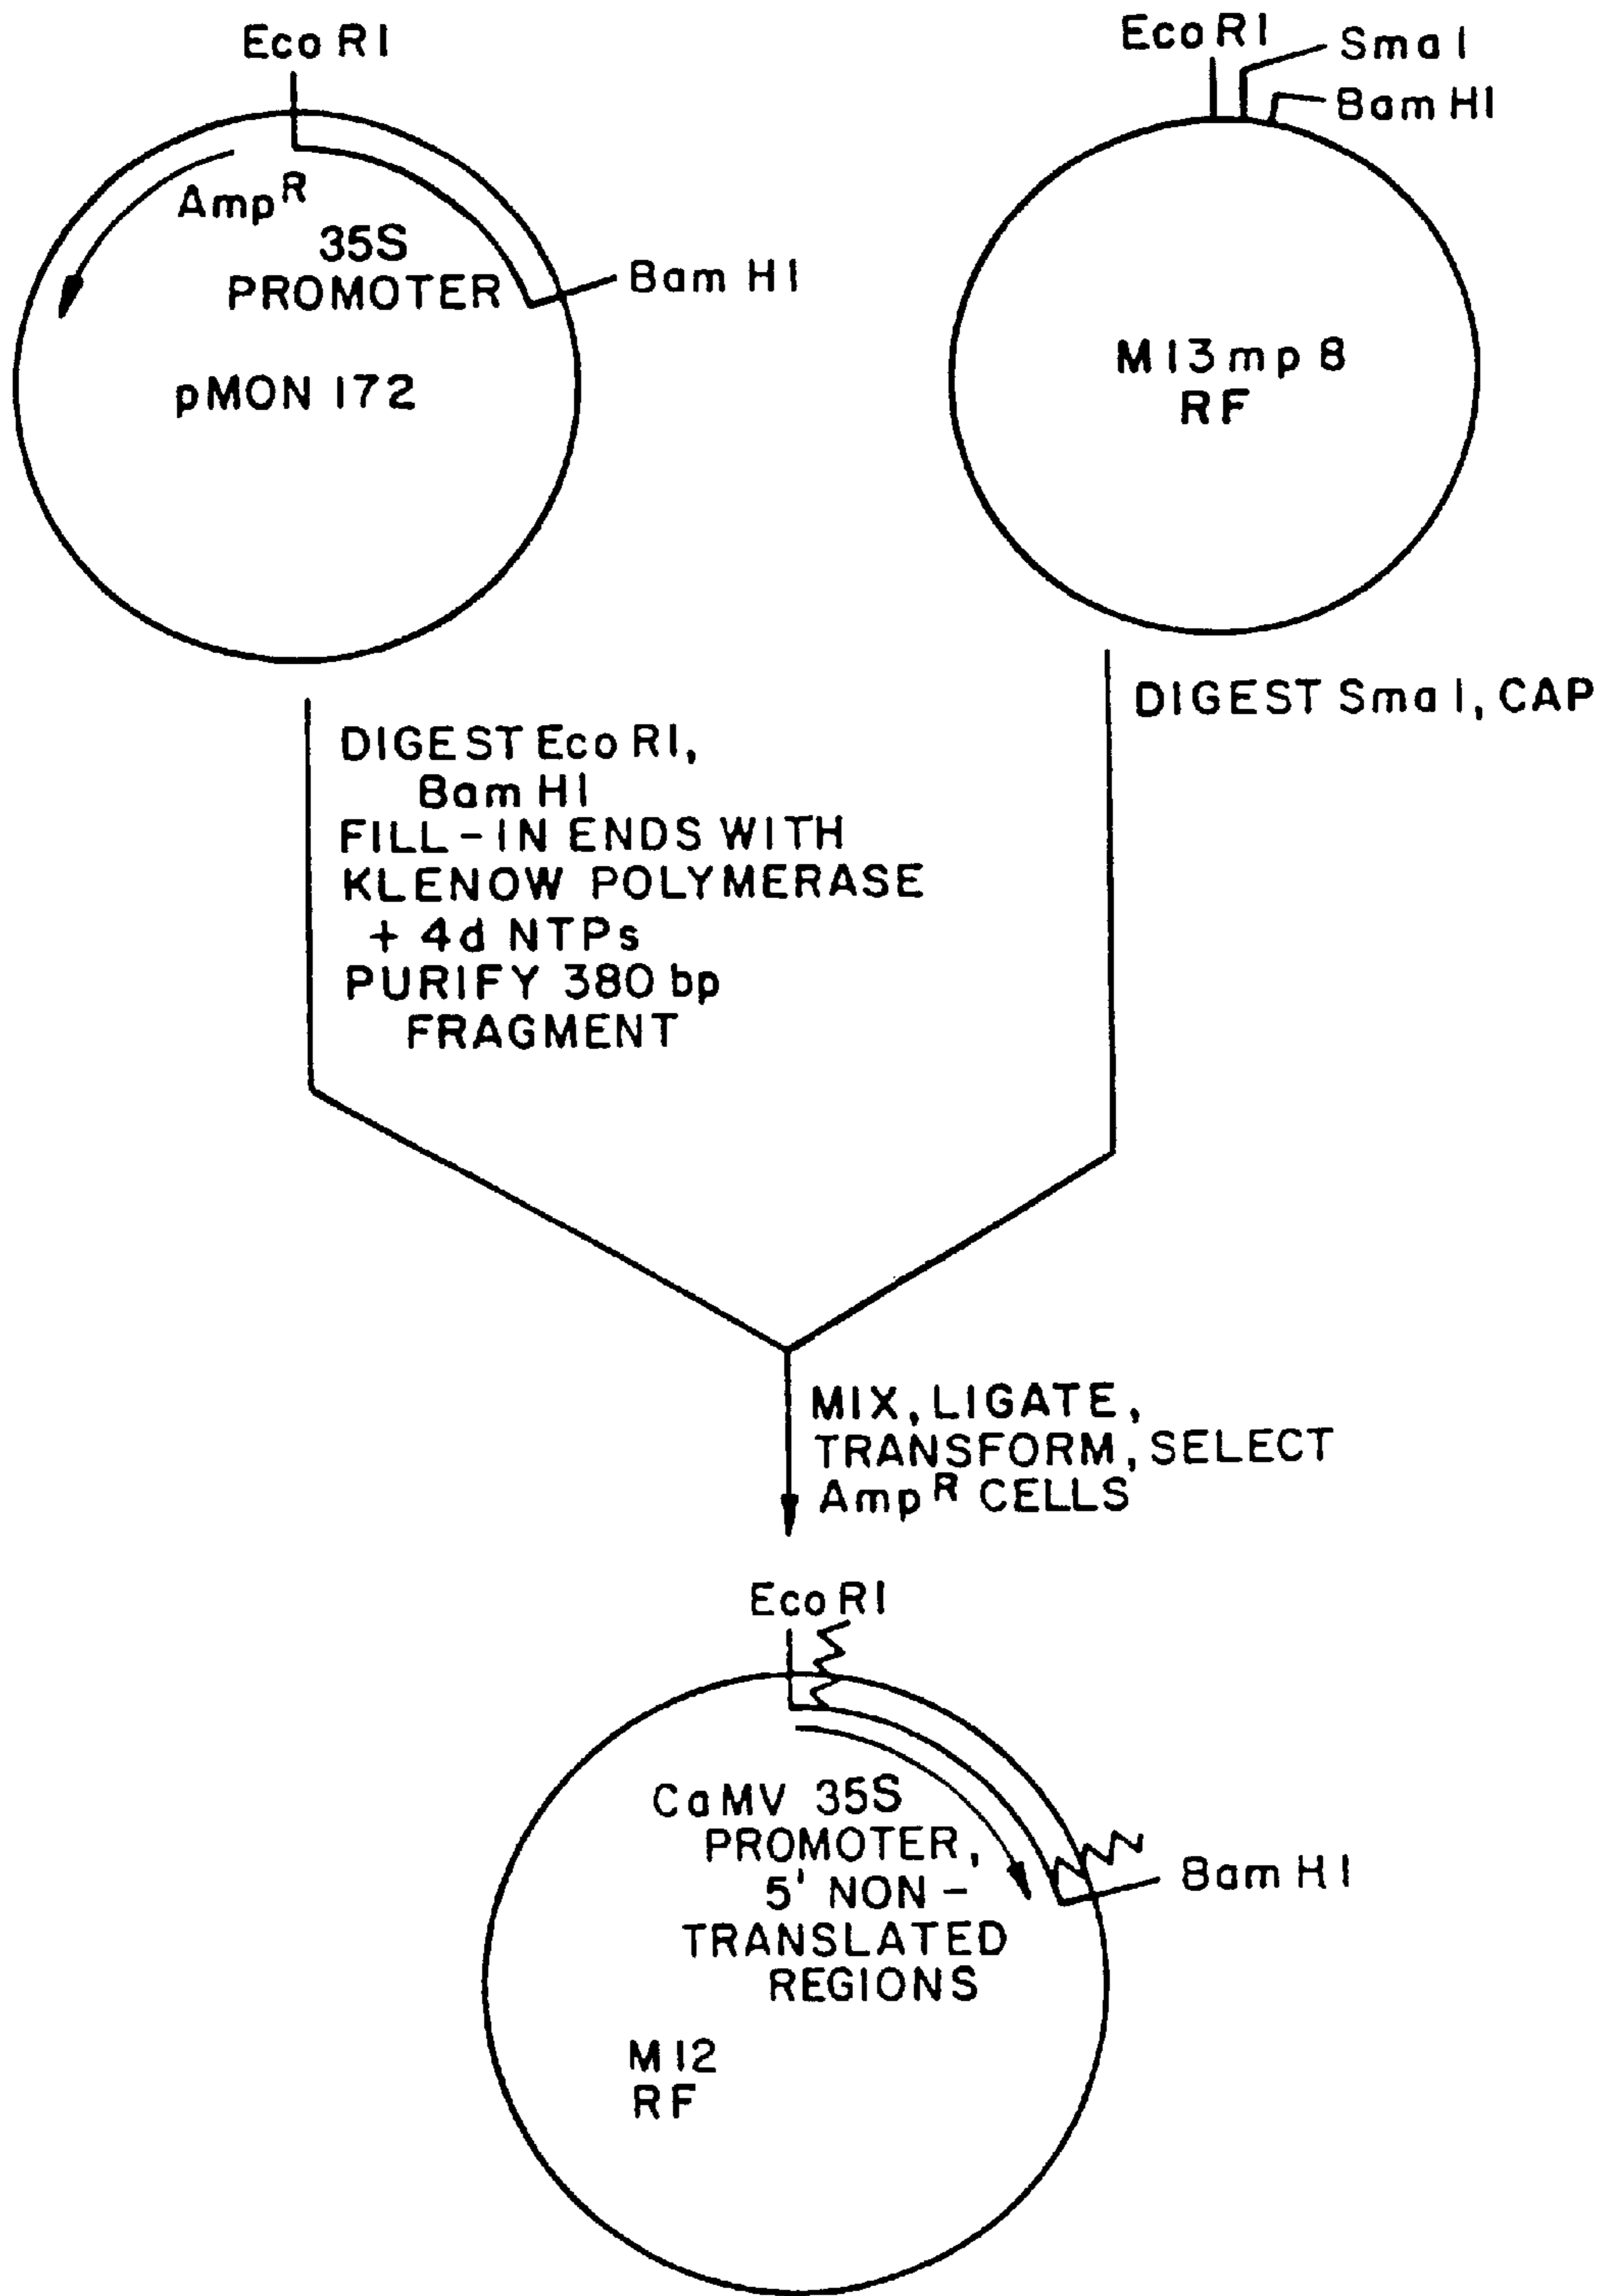 Eco RI
Amp^R
35S
PROMOTER
Bam HI
pMON 172
Eco RI
Sma I
Bam HI
M13 mp 8
RF
DIGEST Eco RI,
Bam HI
FILL-IN ENDS WITH
KLENOW POLYMERASE
+ 4d NTPs
PURIFY 380 bp
FRAGMENT
DIGEST Sma I, CAP
MIX, LIGATE,
TRANSFORM, SELECT
Amp^R CELLS
Eco RI
CaMV 35S
PROMOTER,
5' NON-
TRANSLATED
REGIONS
Bam HI
M12
RF